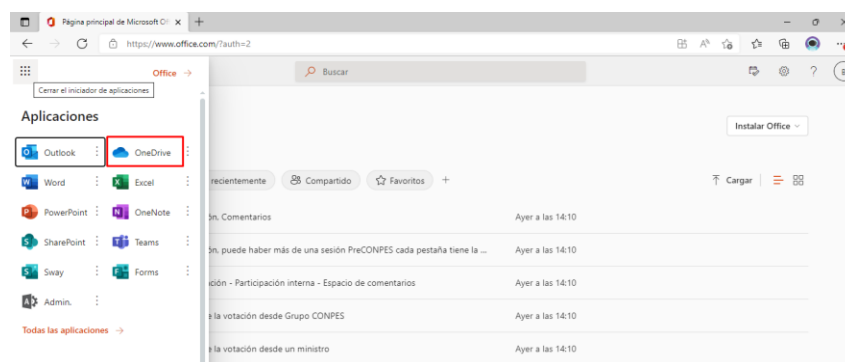 Página principal de Microsoft Of
https://www.office.com/?auth=2
Office →
Buscar
Cerrar el iniciador de aplicaciones
Aplicaciones
Instalar Office
Outlook
OneDrive
Word
Excel
recientemente
Compartido
Favoritos
Cargar
PowerPoint
OneNote
ón, Comentarios
Ayer a las 14:10
SharePoint
Teams
ón, puede haber más de una sesión PreCONPES cada pestaña tiene la ...
Ayer a las 14:10
Sway
Forms
ción - Participación interna - Espacio de comentarios
Ayer a las 14:10
Admin.
e la votación desde Grupo CONPES
Ayer a las 14:10
Todas las aplicaciones →
e la votación desde un ministro
Ayer a las 14:10